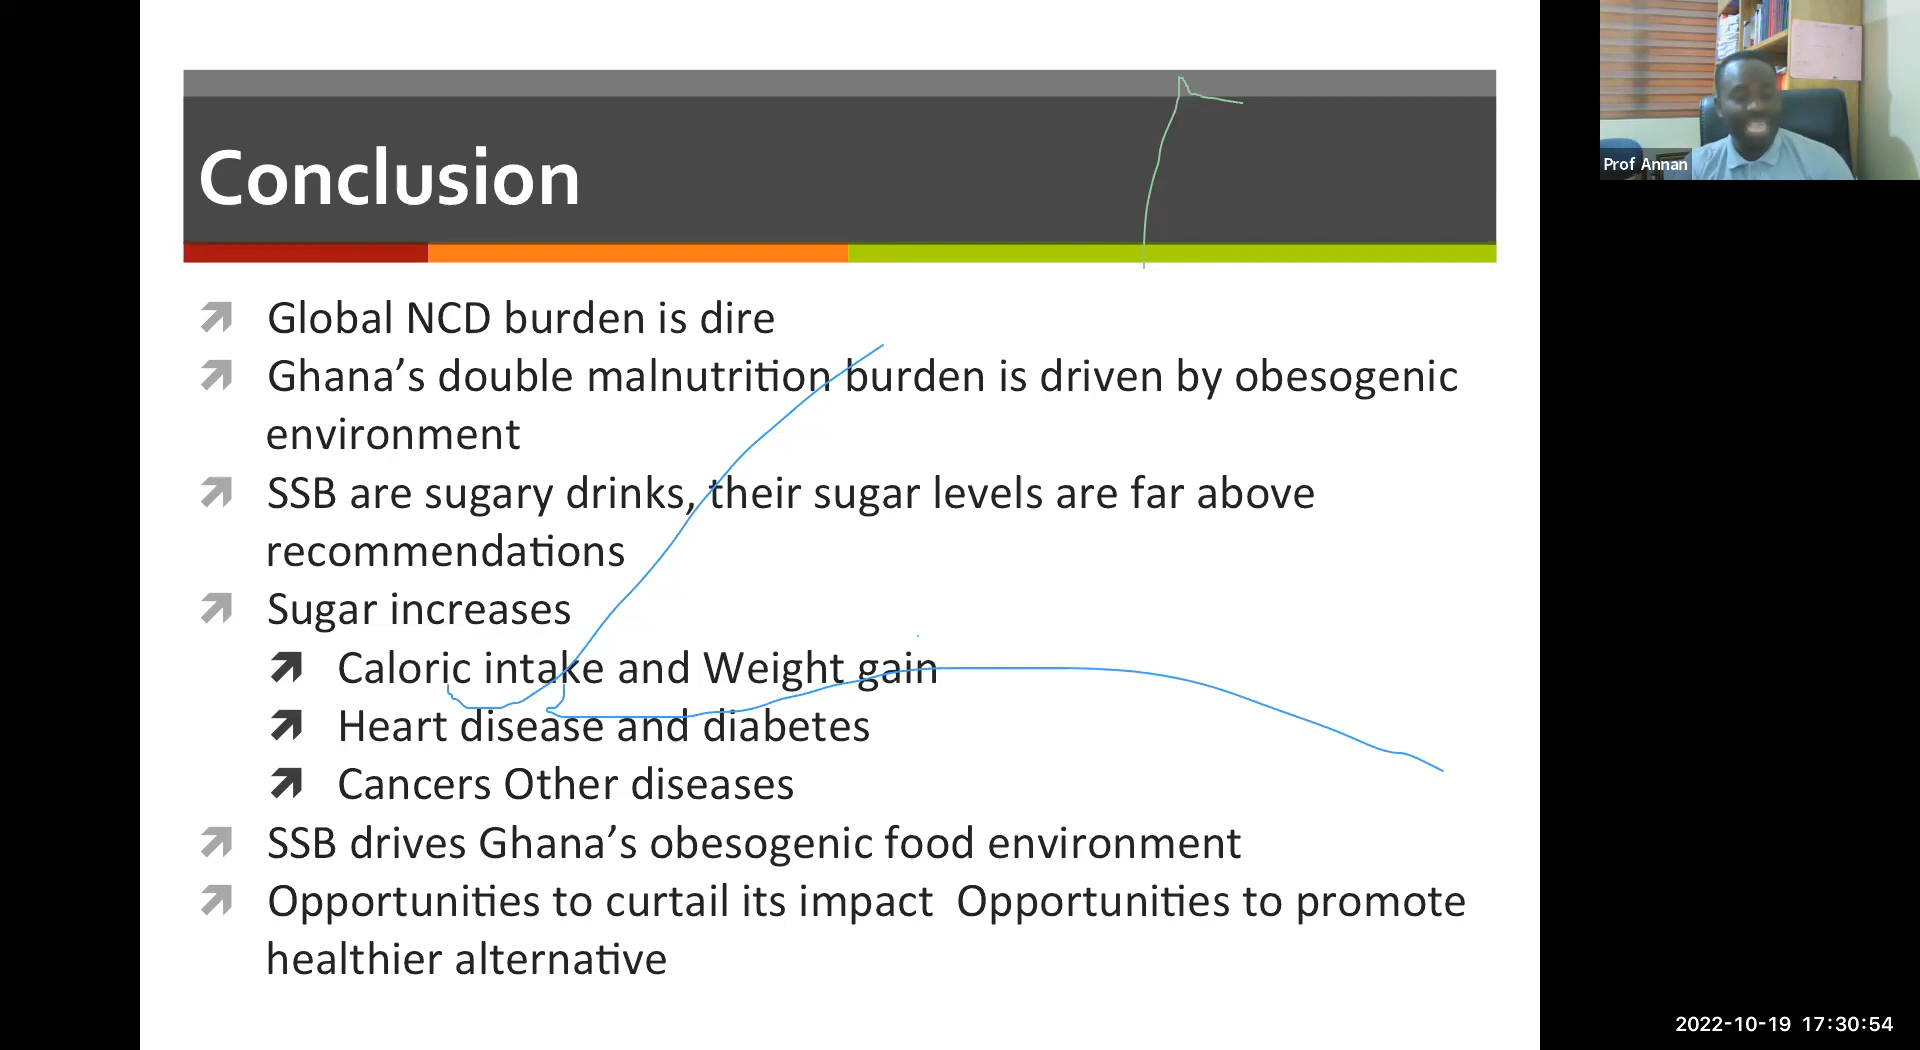 Conclusion
Global NCD burden is dire
Ghana’s double malnutrition burden is driven by obesogenic
environment
SSB are sugary drinks, their sugar levels are far above
recommendations
Sugar increases
Caloric intake and Weight gain
Heart disease and diabetes
Cancers Other diseases
SSB drives Ghana’s obesogenic food environment
Opportunities to curtail its impact  Opportunities to promote
healthier alternative
Prof Annan
2022-10-19 17:30:54